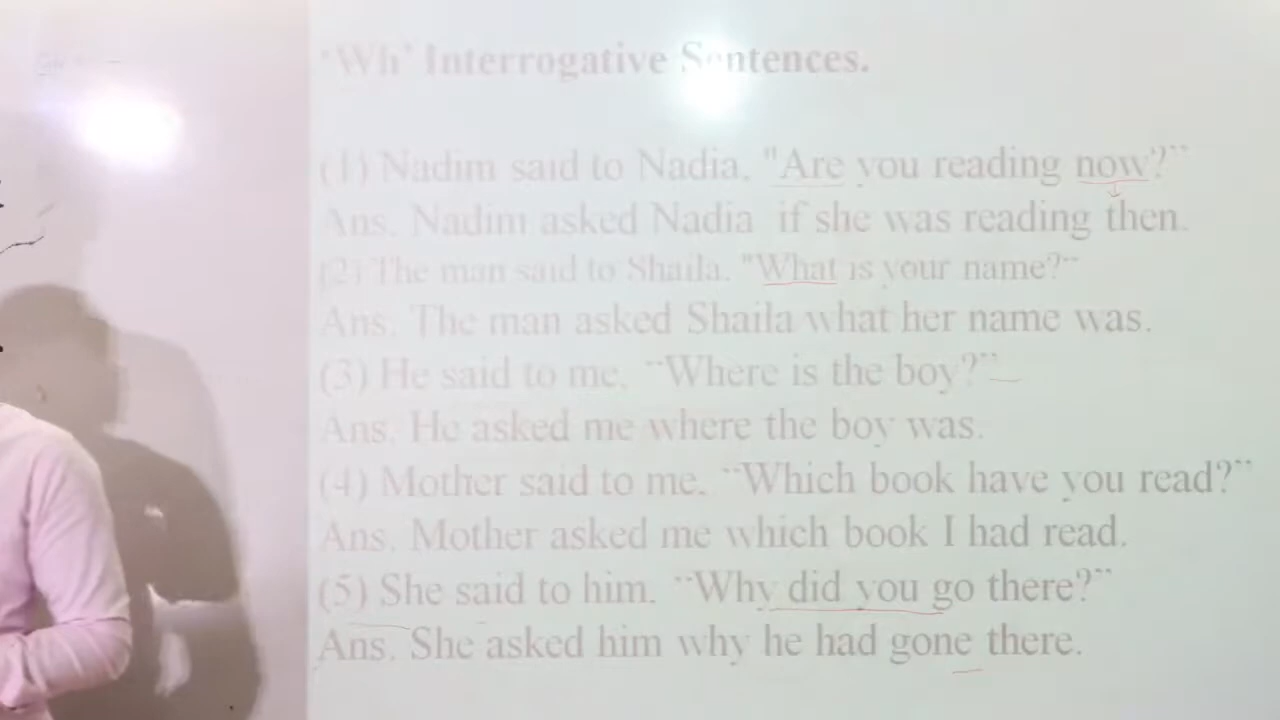 'Wh' Interrogative Sentences.
(1) Nadim said to Nadia, "Are you reading now?"
Ans. Nadim asked Nadia if she was reading then.
(2) The man said to Shaila, "What is your name?"
Ans. The man asked Shaila what her name was.
(3) He said to me, "Where is the boy?"
Ans. He asked me where the boy was.
(4) Mother said to me, "Which book have you read?"
Ans. Mother asked me which book I had read.
(5) She said to him, "Why did you go there?"
Ans. She asked him why he had gone there.